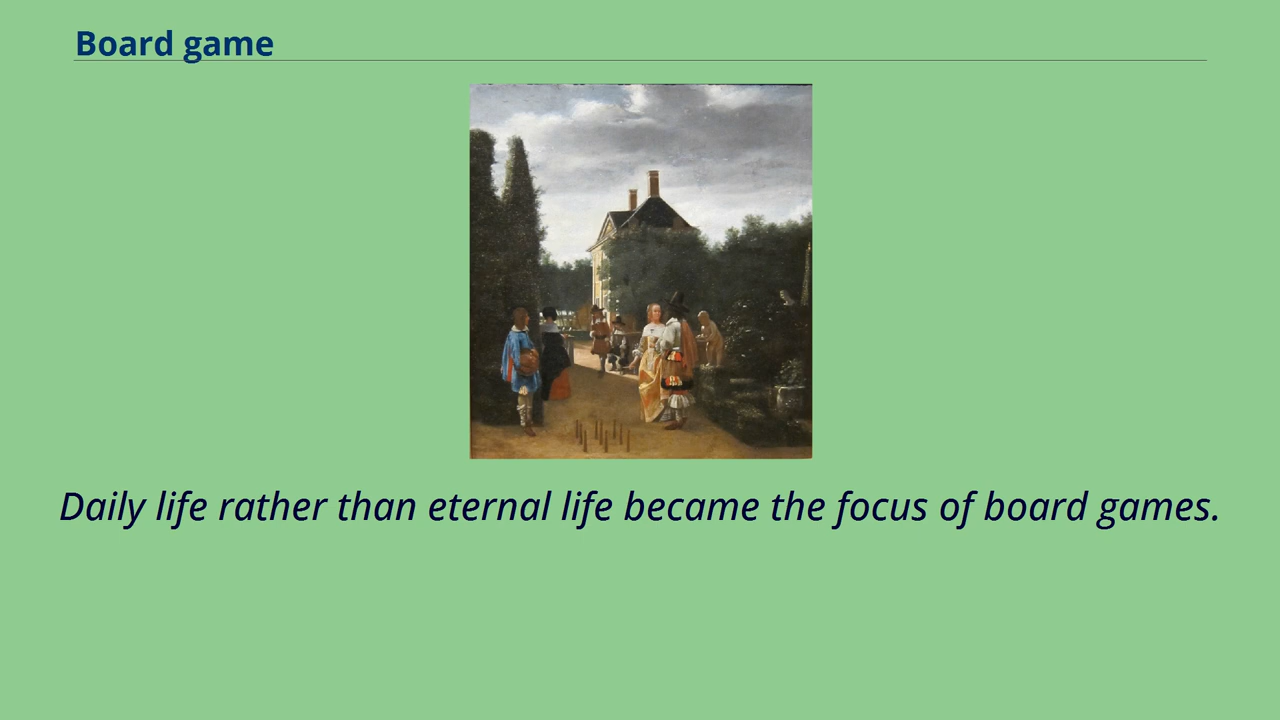 Board game
Daily life rather than eternal life became the focus of board games.